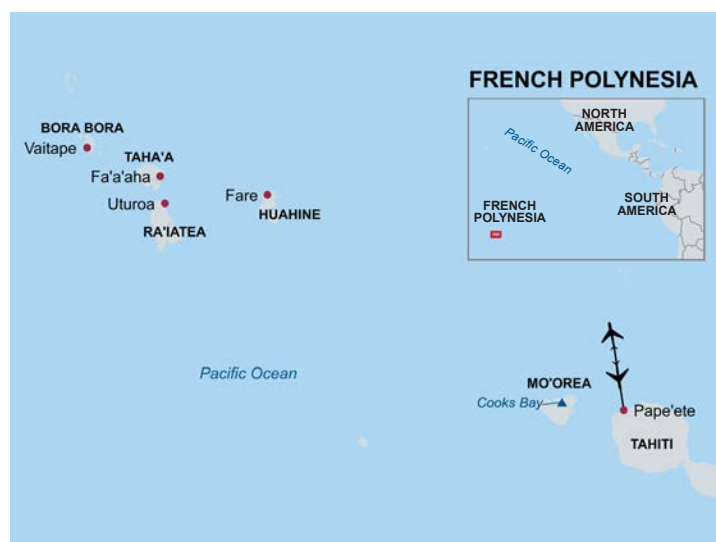 FRENCH POLYNESIA
NORTH
AMERICA
Pacific Ocean
SOUTH
AMERICA
FRENCH
POLYNESIA
BORA BORA
Vaitape
TAHA'A
Fa'a'aha
Uturoa
RA'IATEA
Fare
HUAHINE
Pacific Ocean
MO'OREA
Cooks Bay
Pape'ete
TAHITI